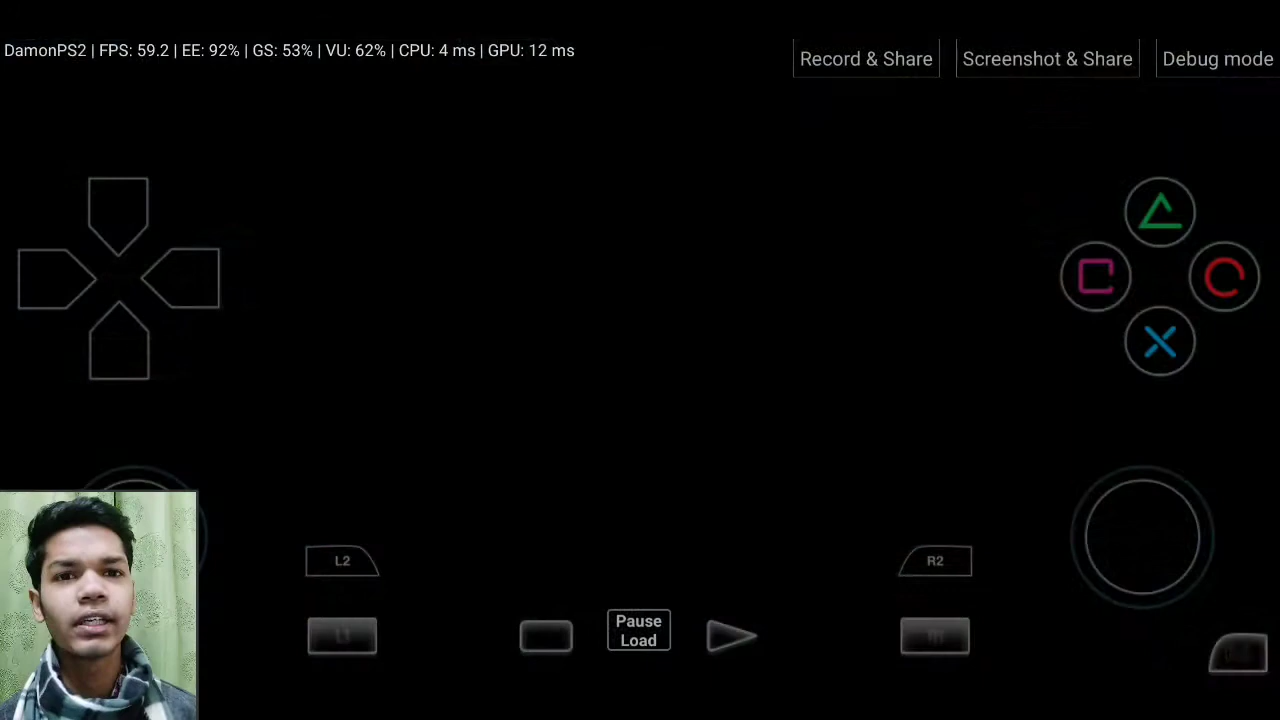 DamonPS2 | FPS: 59.2 | EE: 92% | GS: 53% | VU: 62% | CPU: 4 ms | GPU: 12 ms
Record & Share
Screenshot & Share
Debug mode
L2
R2
L1
Pause
Load